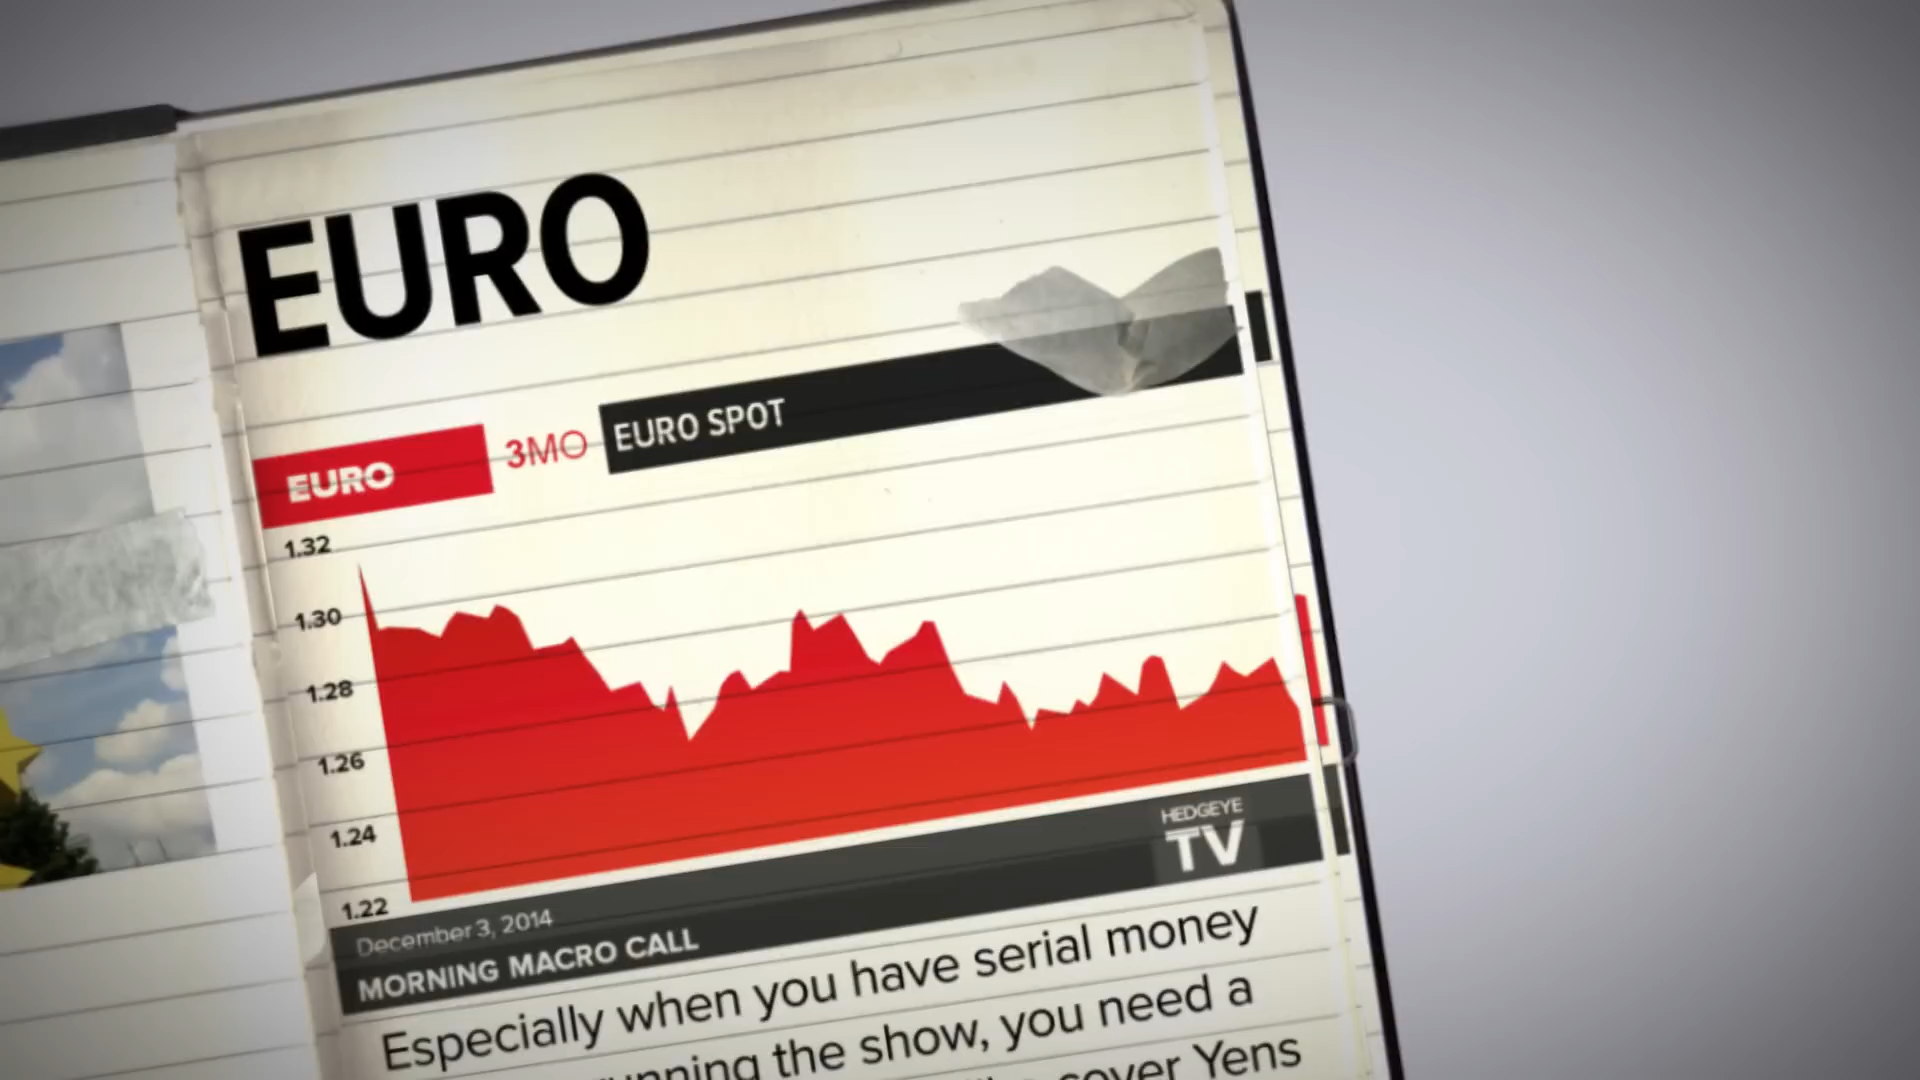 EURO
EURO 3MO EURO SPOT
1.32
1.30
1.28
1.26
1.24
1.22
HEDGEYE
TV
December 3, 2014
MORNING MACRO CALL
Especially when you have serial money
the show, you need a
cover Yens